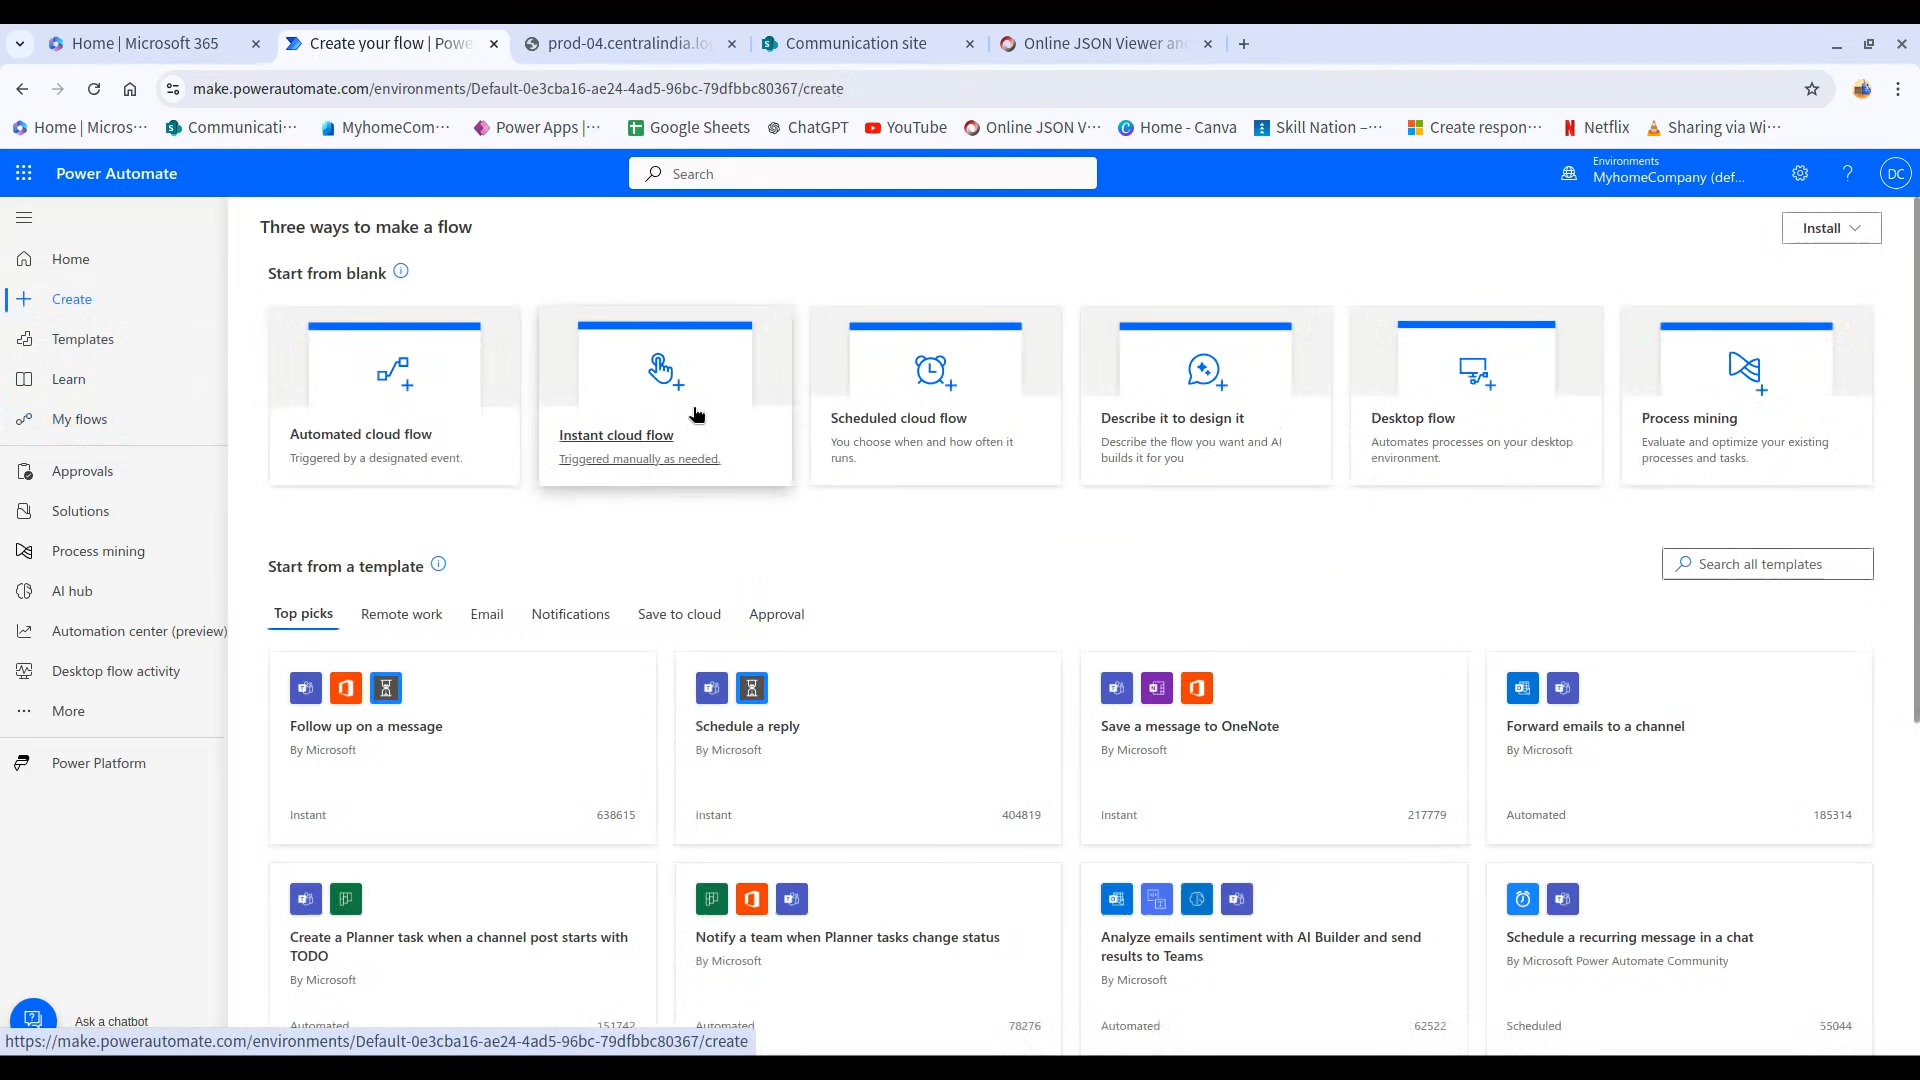 Home | Microsoft 365
Create your flow | Powe
prod-04.centralindia.lo
Communication site
Online JSON Viewer an
make.powerautomate.com/environments/Default-0e3cba16-ae24-4ad5-96bc-79dfbbc80367/create
Home | Micros···
Communicati···
MyhomeCom···
Power Apps |···
Google Sheets
ChatGPT
YouTube
Online JSON V···
Home - Canva
Skill Nation –···
Create respon···
Netflix
Sharing via Wi···
Power Automate
Search
Environments
MyhomeCompany (def...
?
DC
Three ways to make a flow
Install
Home
Create
Templates
Learn
My flows
Approvals
Solutions
Process mining
AI hub
Automation center (preview)
Desktop flow activity
More
Power Platform
Ask a chatbot
Start from blank
Automated cloud flow
Triggered by a designated event.
Instant cloud flow
Triggered manually as needed.
Scheduled cloud flow
You choose when and how often it
runs.
Describe it to design it
Describe the flow you want and AI
builds it for you
Desktop flow
Automates processes on your desktop
environment.
Process mining
Evaluate and optimize your existing
processes and tasks.
Start from a template
Search all templates
Top picks
Remote work
Email
Notifications
Save to cloud
Approval
Follow up on a message
By Microsoft
Instant
638615
Schedule a reply
By Microsoft
Instant
404819
Save a message to OneNote
By Microsoft
Instant
217779
Forward emails to a channel
By Microsoft
Automated
185314
Create a Planner task when a channel post starts with
TODO
By Microsoft
Automated
151742
Notify a team when Planner tasks change status
By Microsoft
Automated
78276
Analyze emails sentiment with AI Builder and send
results to Teams
By Microsoft
Automated
62522
Schedule a recurring message in a chat
By Microsoft Power Automate Community
Scheduled
55044
https://make.powerautomate.com/environments/Default-0e3cba16-ae24-4ad5-96bc-79dfbbc80367/create